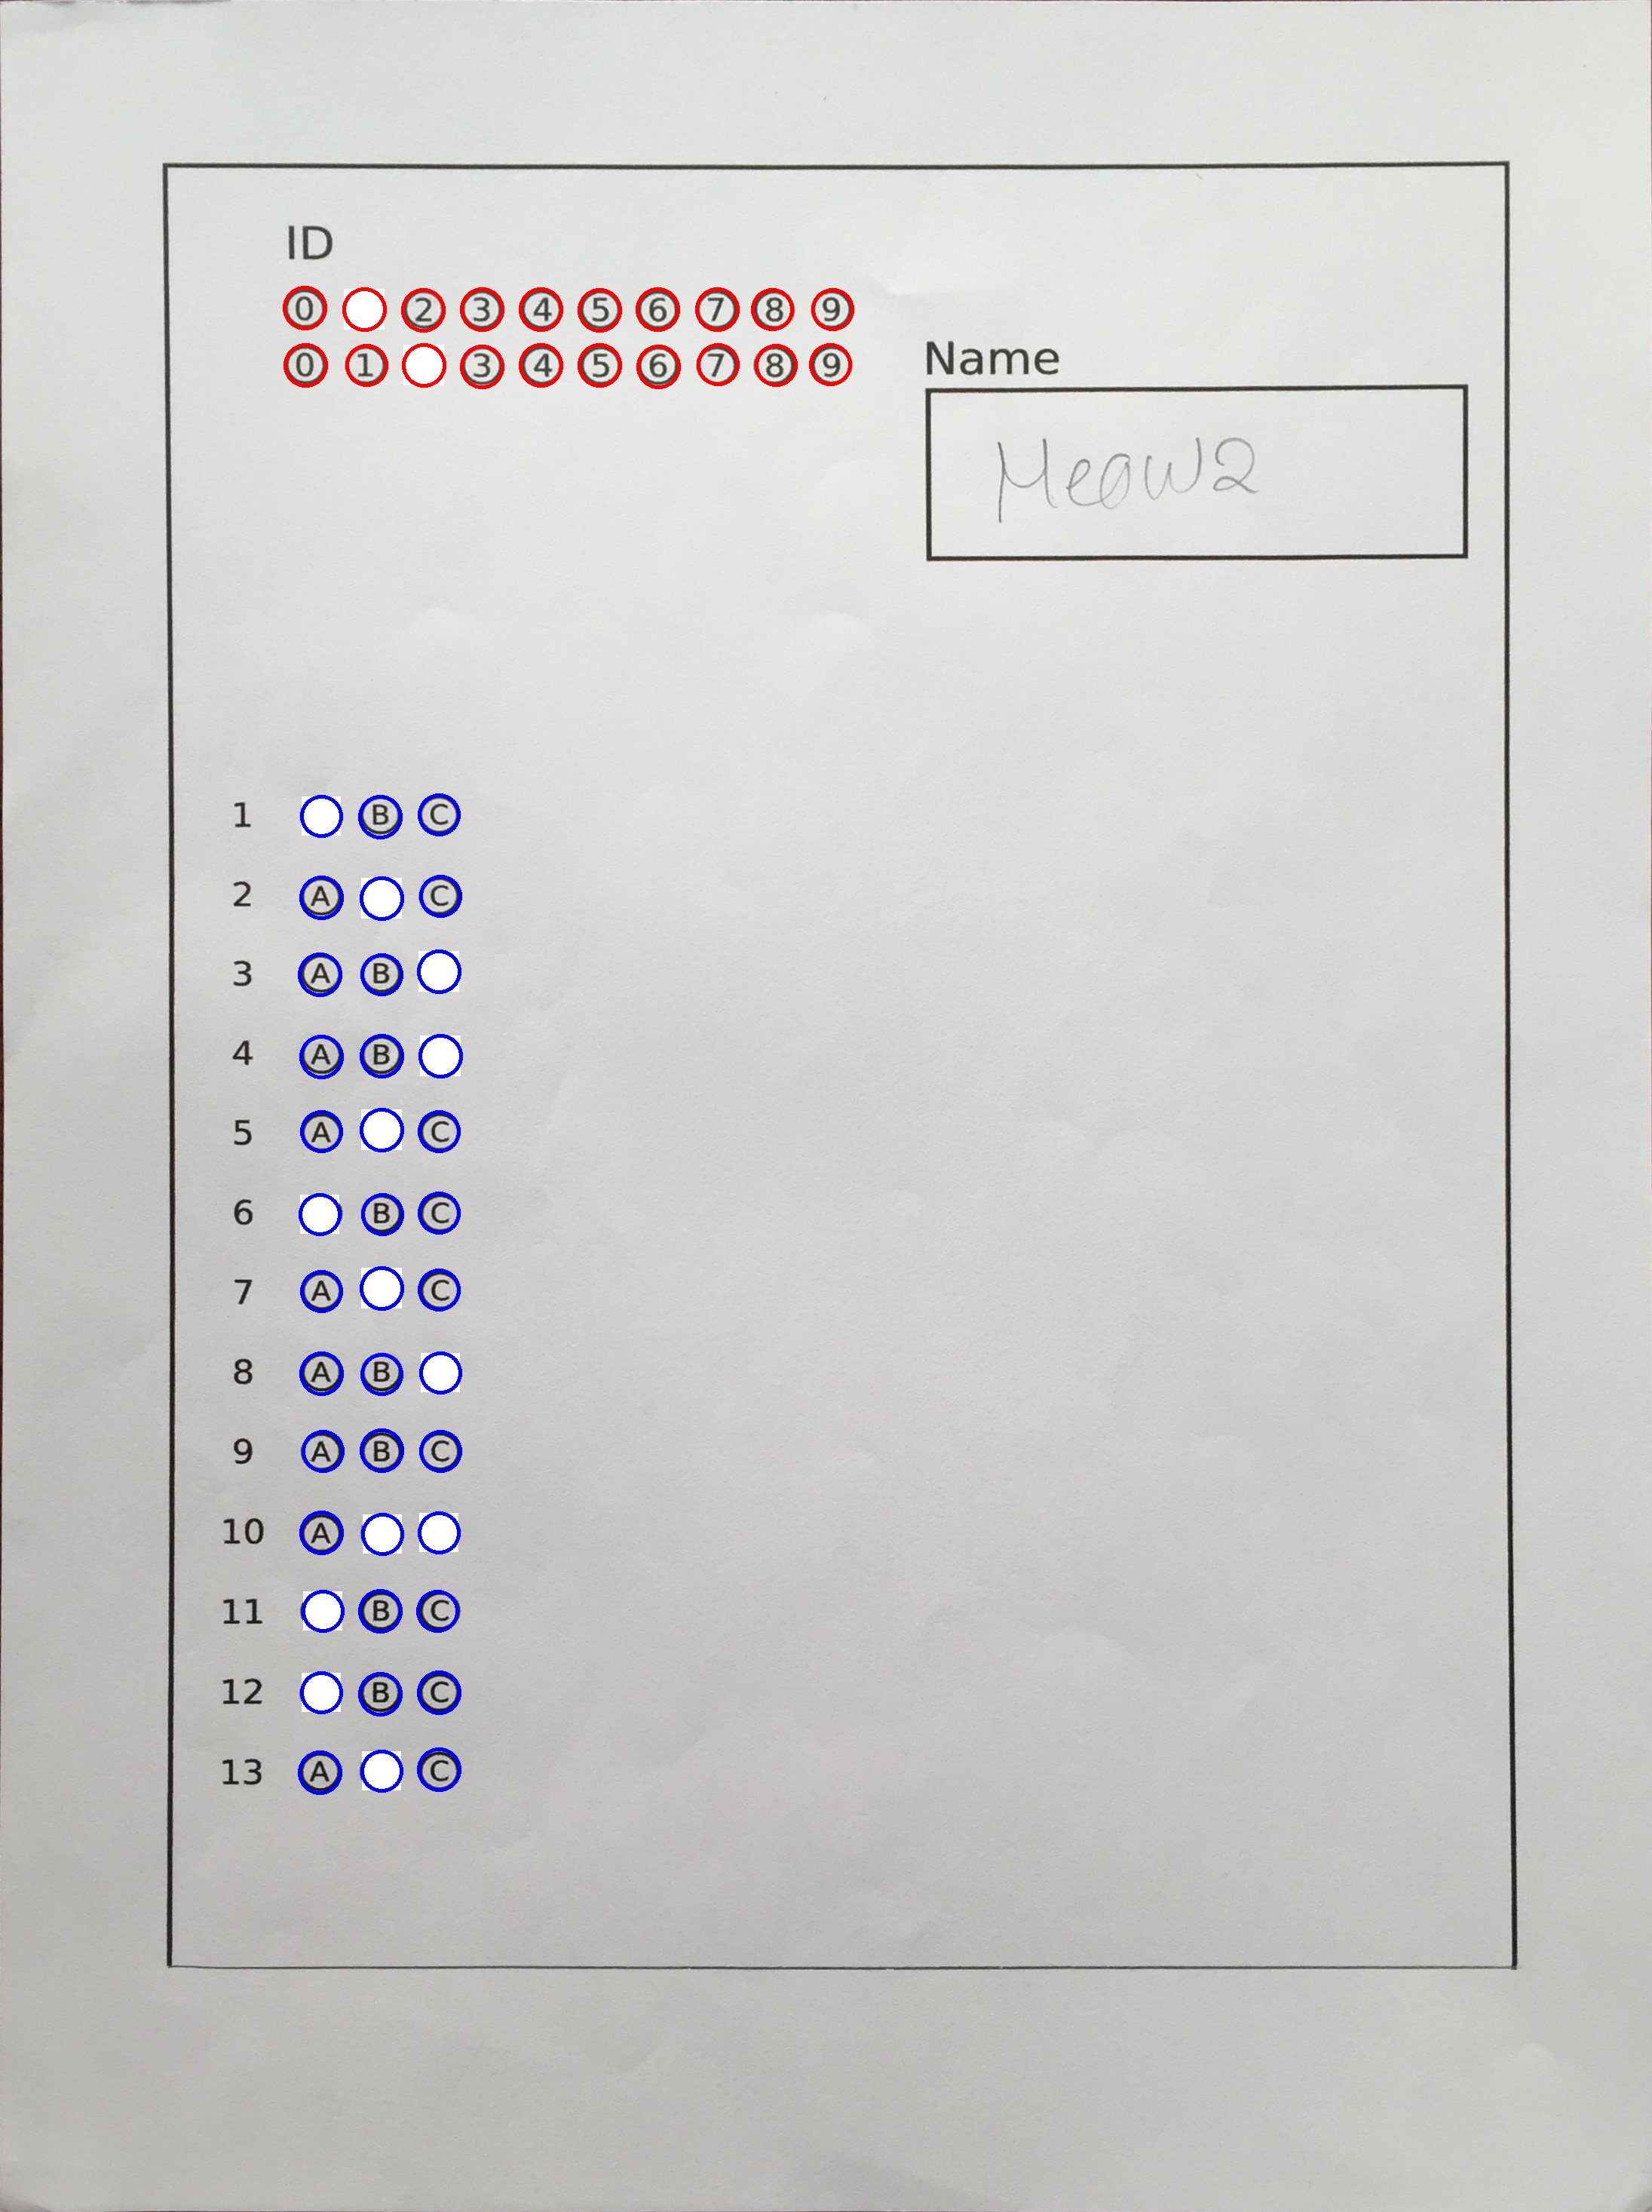 ID
0 2 3 4 5 6 7 8 9
0 1 3 4 5 6 7 8 9
Name
Meow2
1 B C
2 A C
3 A B
4 A B
5 A C
6 B C
7 A C
8 A B
9 A B C
10 A
11 B C
12 B C
13 A C